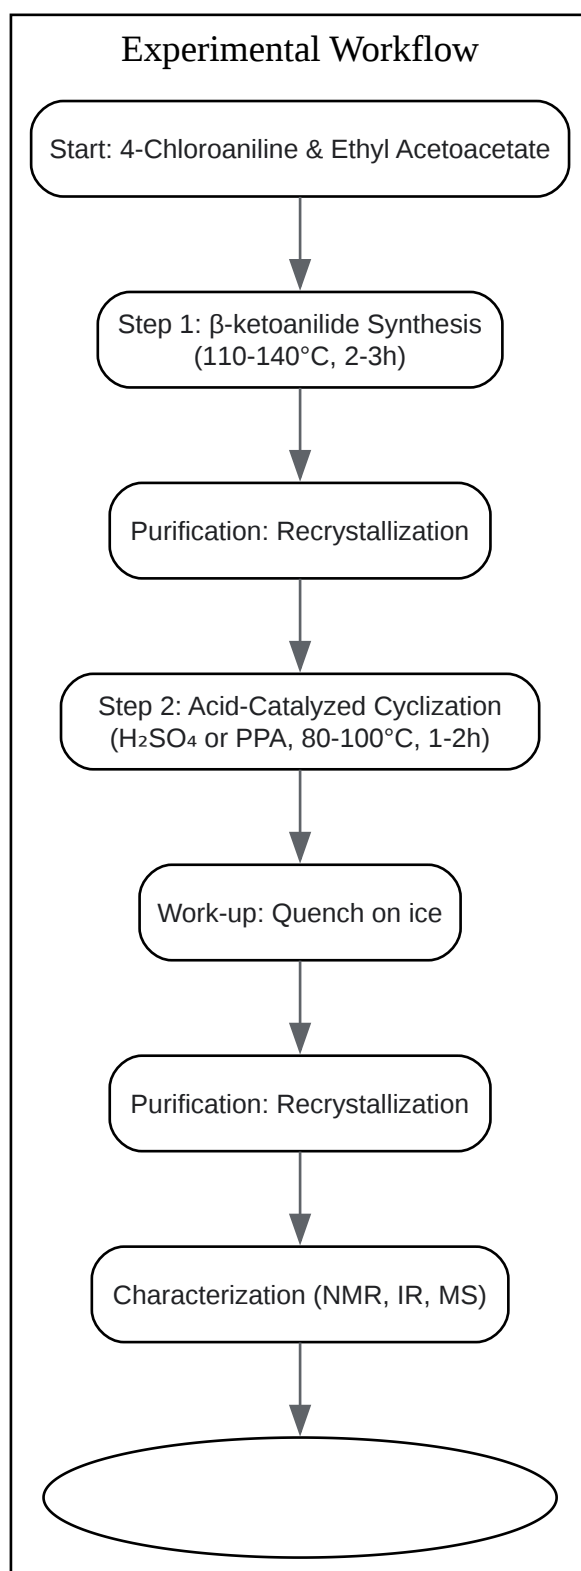 Experimental Workflow
Start: 4-Chloroaniline & Ethyl Acetoacetate
Step 1: β-ketoanilide Synthesis
(110-140°C, 2-3h)
Purification: Recrystallization
Step 2: Acid-Catalyzed Cyclization
(H₂SO₄ or PPA, 80-100°C, 1-2h)
Work-up: Quench on ice
Purification: Recrystallization
Characterization (NMR, IR, MS)